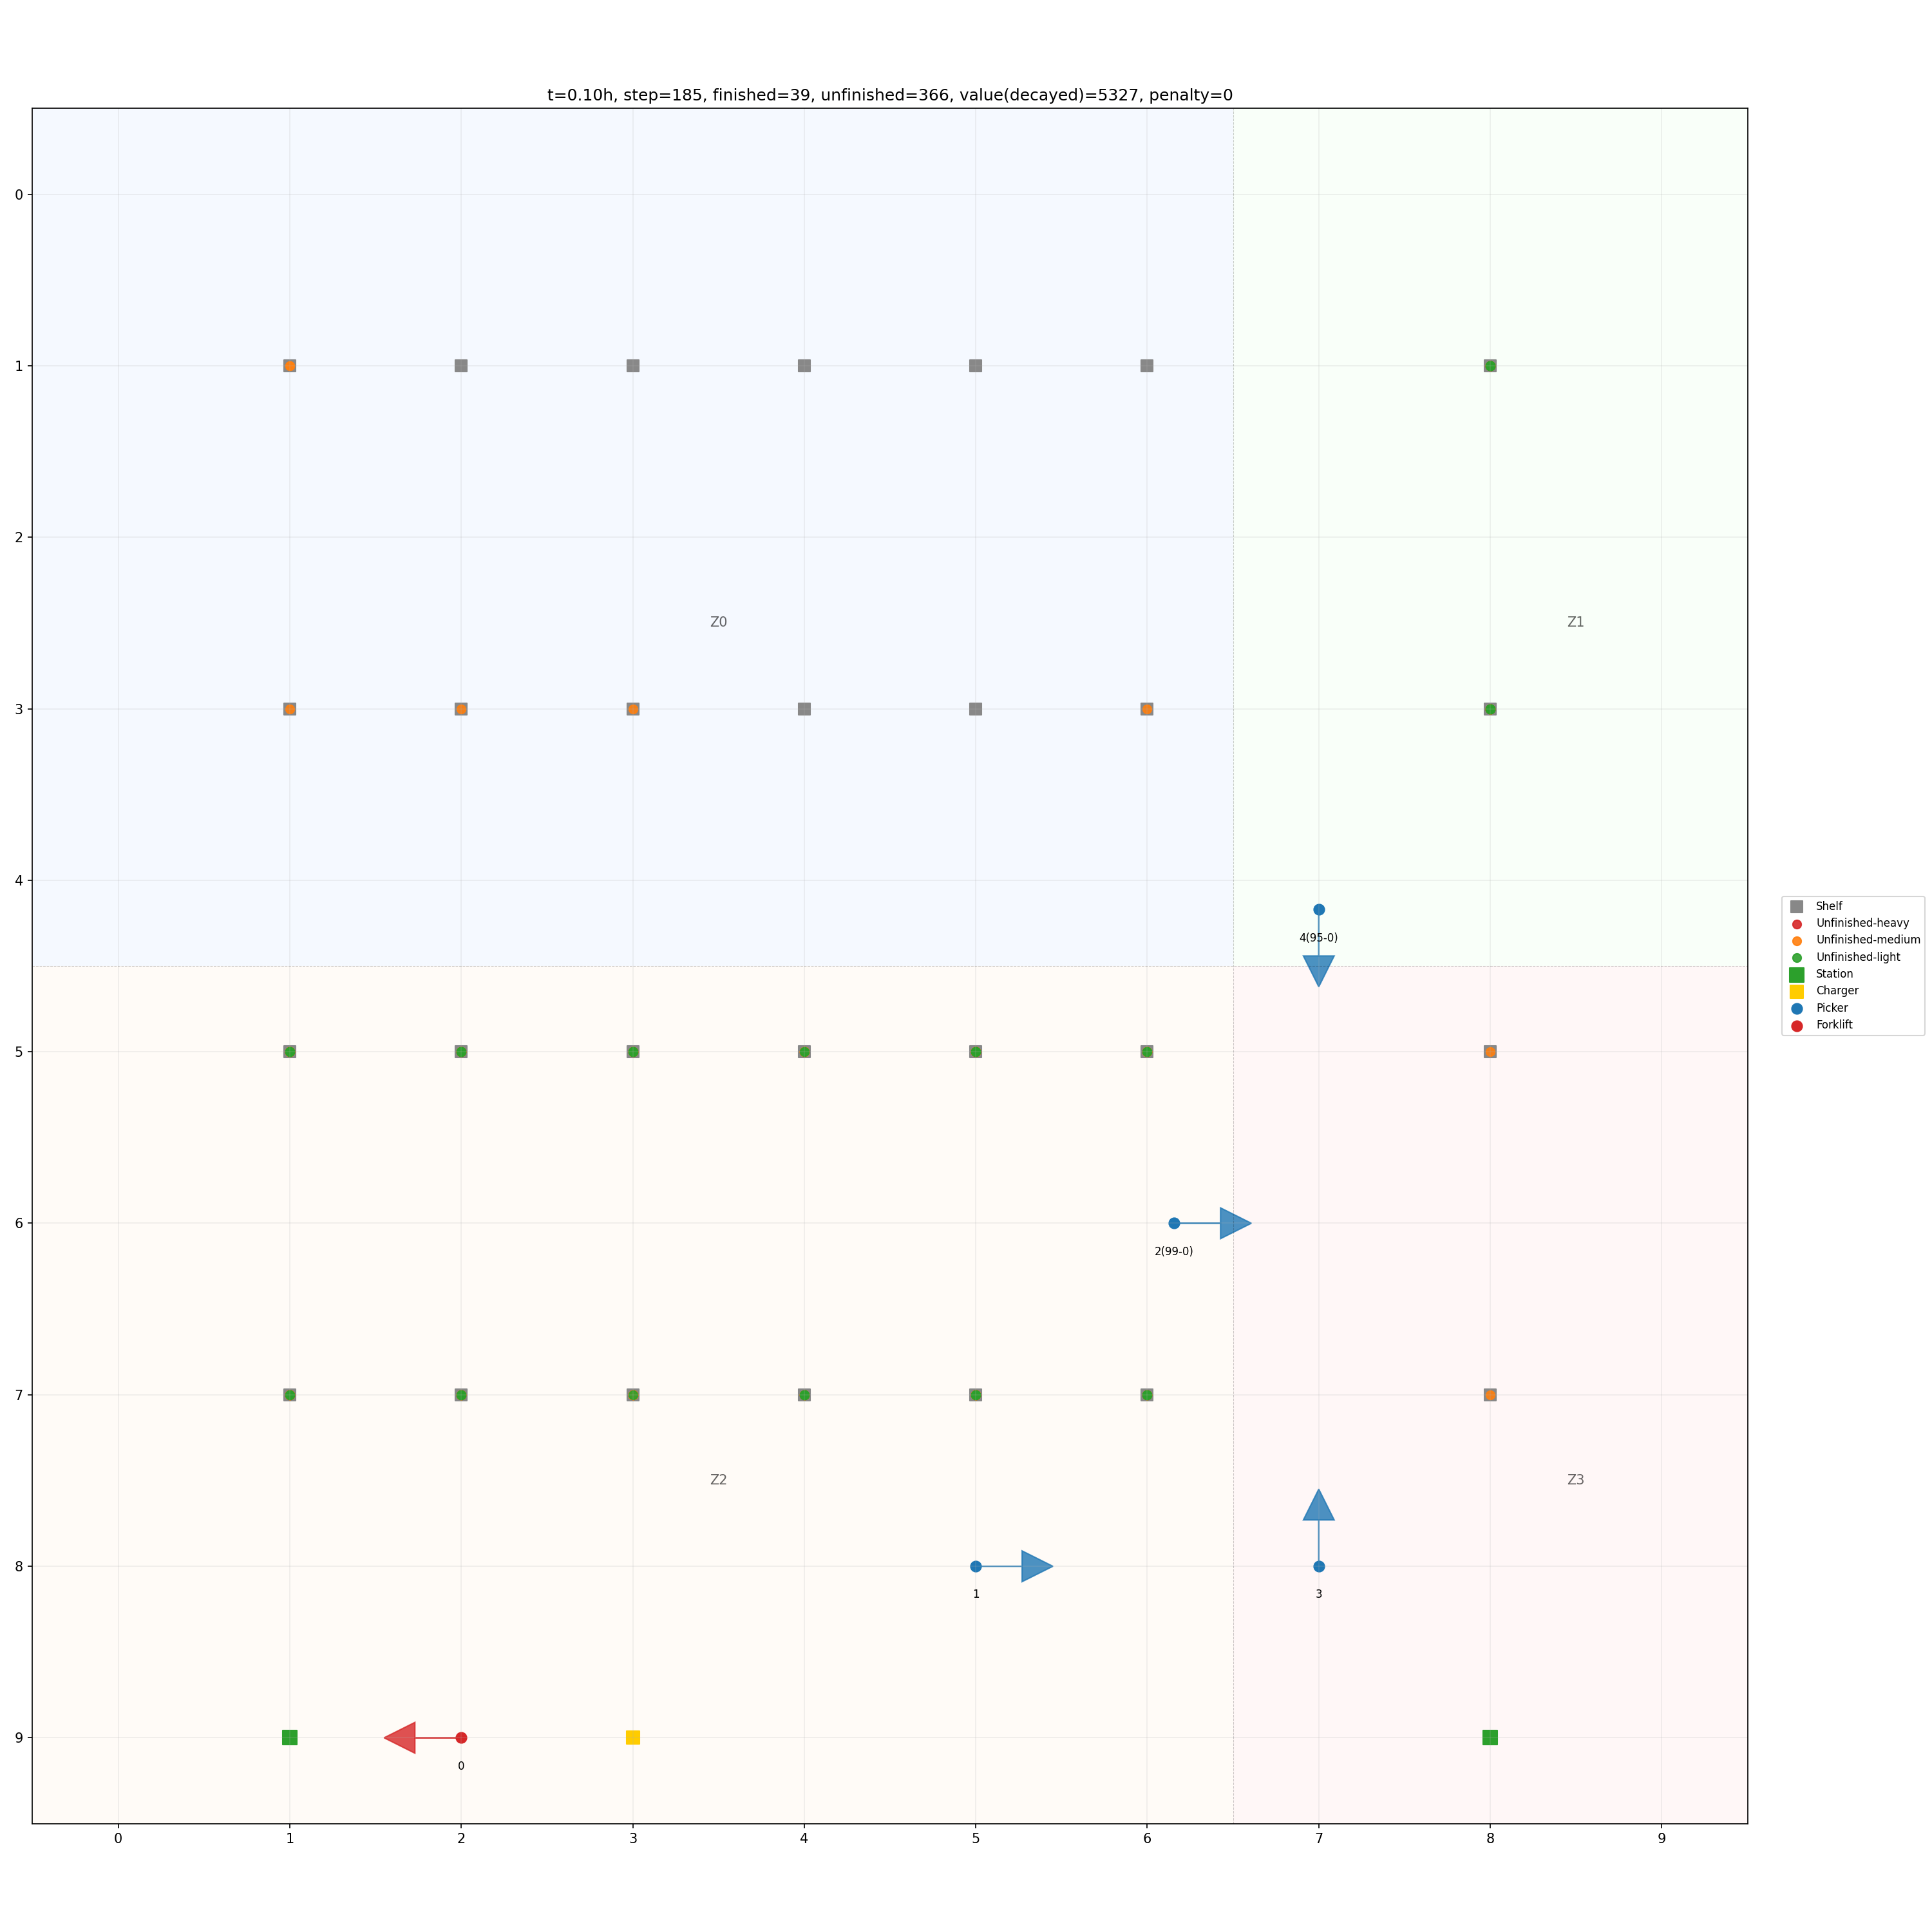 t=0.10h, step=185, finished=39, unfinished=366, value(decayed)=5327, penalty=0
0
1
2
Z0
Z1
3
4
4(95-0)
Shelf
Unfinished-heavy
Unfinished-medium
Unfinished-light
Station
Charger
Picker
Forklift
5
6
2(99-0)
7
Z2
Z3
8
1
3
9
0
0 1 2 3 4 5 6 7 8 9